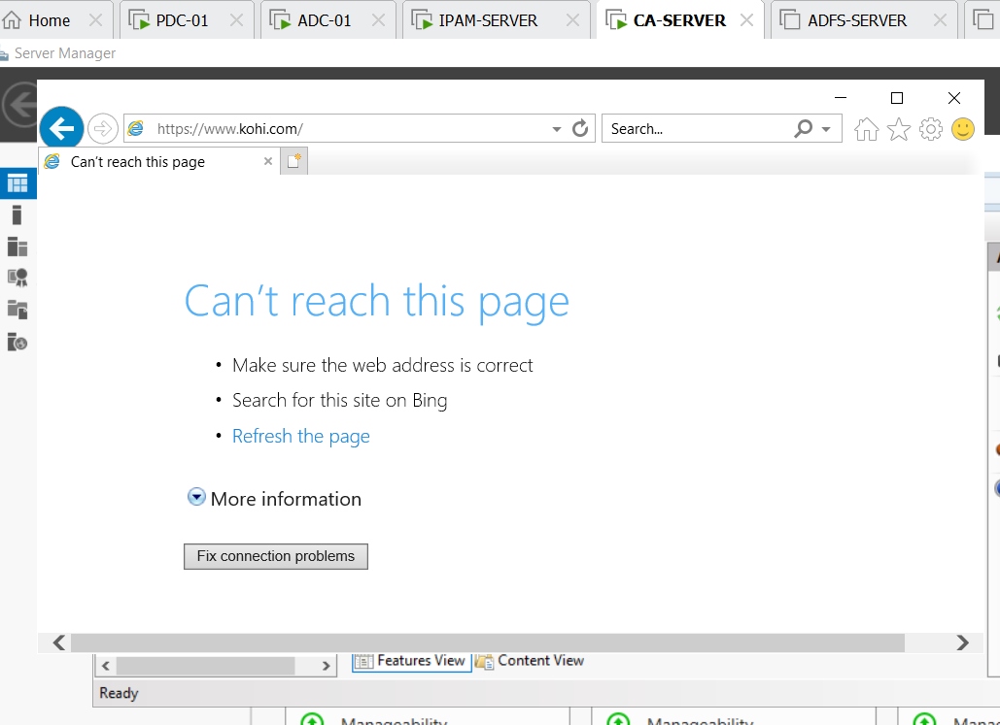 Home
PDC-01
ADC-01
IPAM-SERVER
CA-SERVER
ADFS-SERVER
Server Manager
https://www.kohi.com/
Search...
Can't reach this page
Can't reach this page
• Make sure the web address is correct
• Search for this site on Bing
• Refresh the page
More information
Fix connection problems
Features View
Content View
Ready
Manageability
Manageability